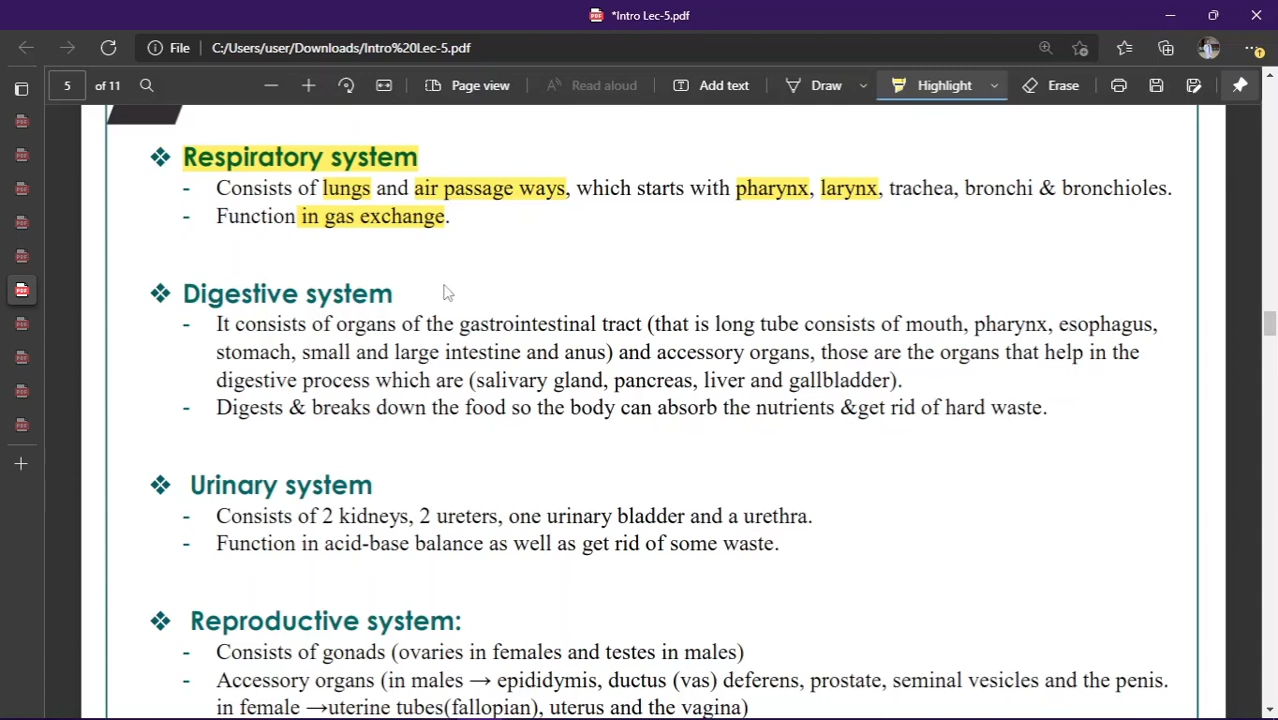 *Intro Lec-5.pdf
File
C:/Users/user/Downloads/Intro%20Lec-5.pdf
5 of 11
Page view
Read aloud
Add text
Draw
Highlight
Erase
Respiratory system
- Consists of lungs and air passage ways, which starts with pharynx, larynx, trachea, bronchi & bronchioles.
- Function in gas exchange.
Digestive system
- It consists of organs of the gastrointestinal tract (that is long tube consists of mouth, pharynx, esophagus,
stomach, small and large intestine and anus) and accessory organs, those are the organs that help in the
digestive process which are (salivary gland, pancreas, liver and gallbladder).
- Digests & breaks down the food so the body can absorb the nutrients &get rid of hard waste.
Urinary system
- Consists of 2 kidneys, 2 ureters, one urinary bladder and a urethra.
- Function in acid-base balance as well as get rid of some waste.
Reproductive system:
- Consists of gonads (ovaries in females and testes in males)
- Accessory organs (in males → epididymis, ductus (vas) deferens, prostate, seminal vesicles and the penis.
in female →uterine tubes(fallopian), uterus and the vagina)